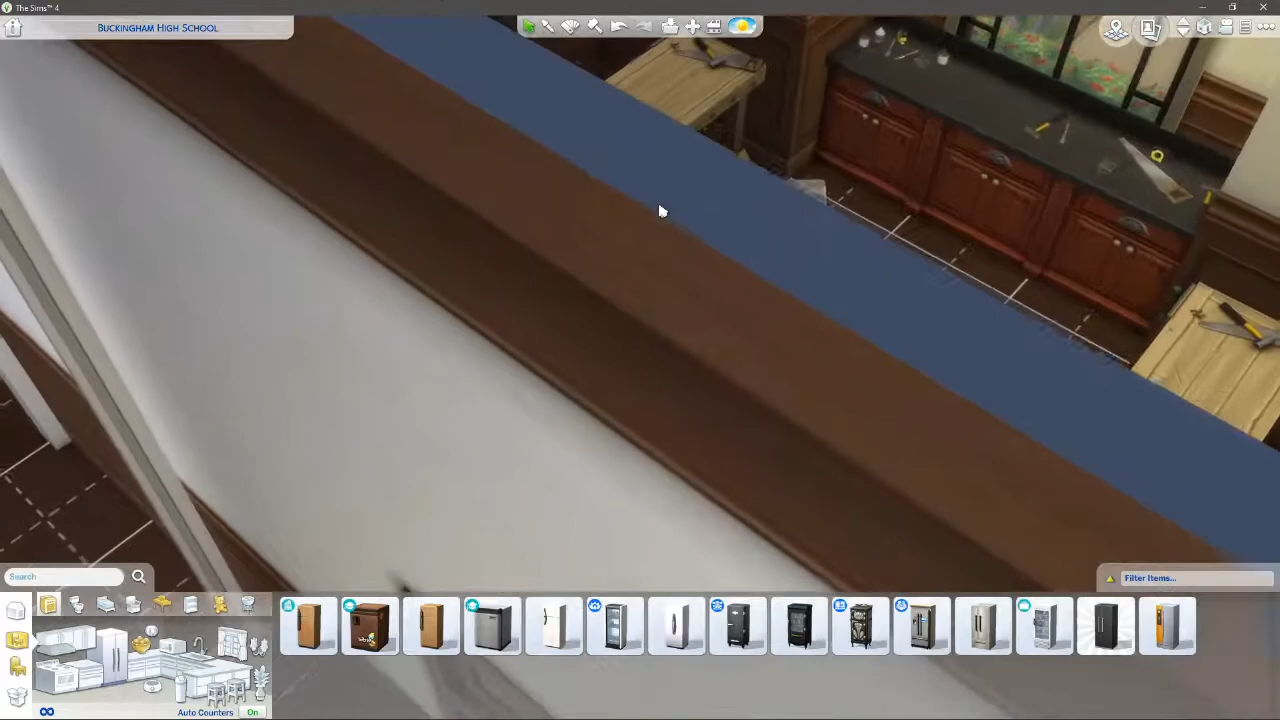 The Sims™ 4
BUCKINGHAM HIGH SCHOOL
Search
Filter Items...
Auto Counters On